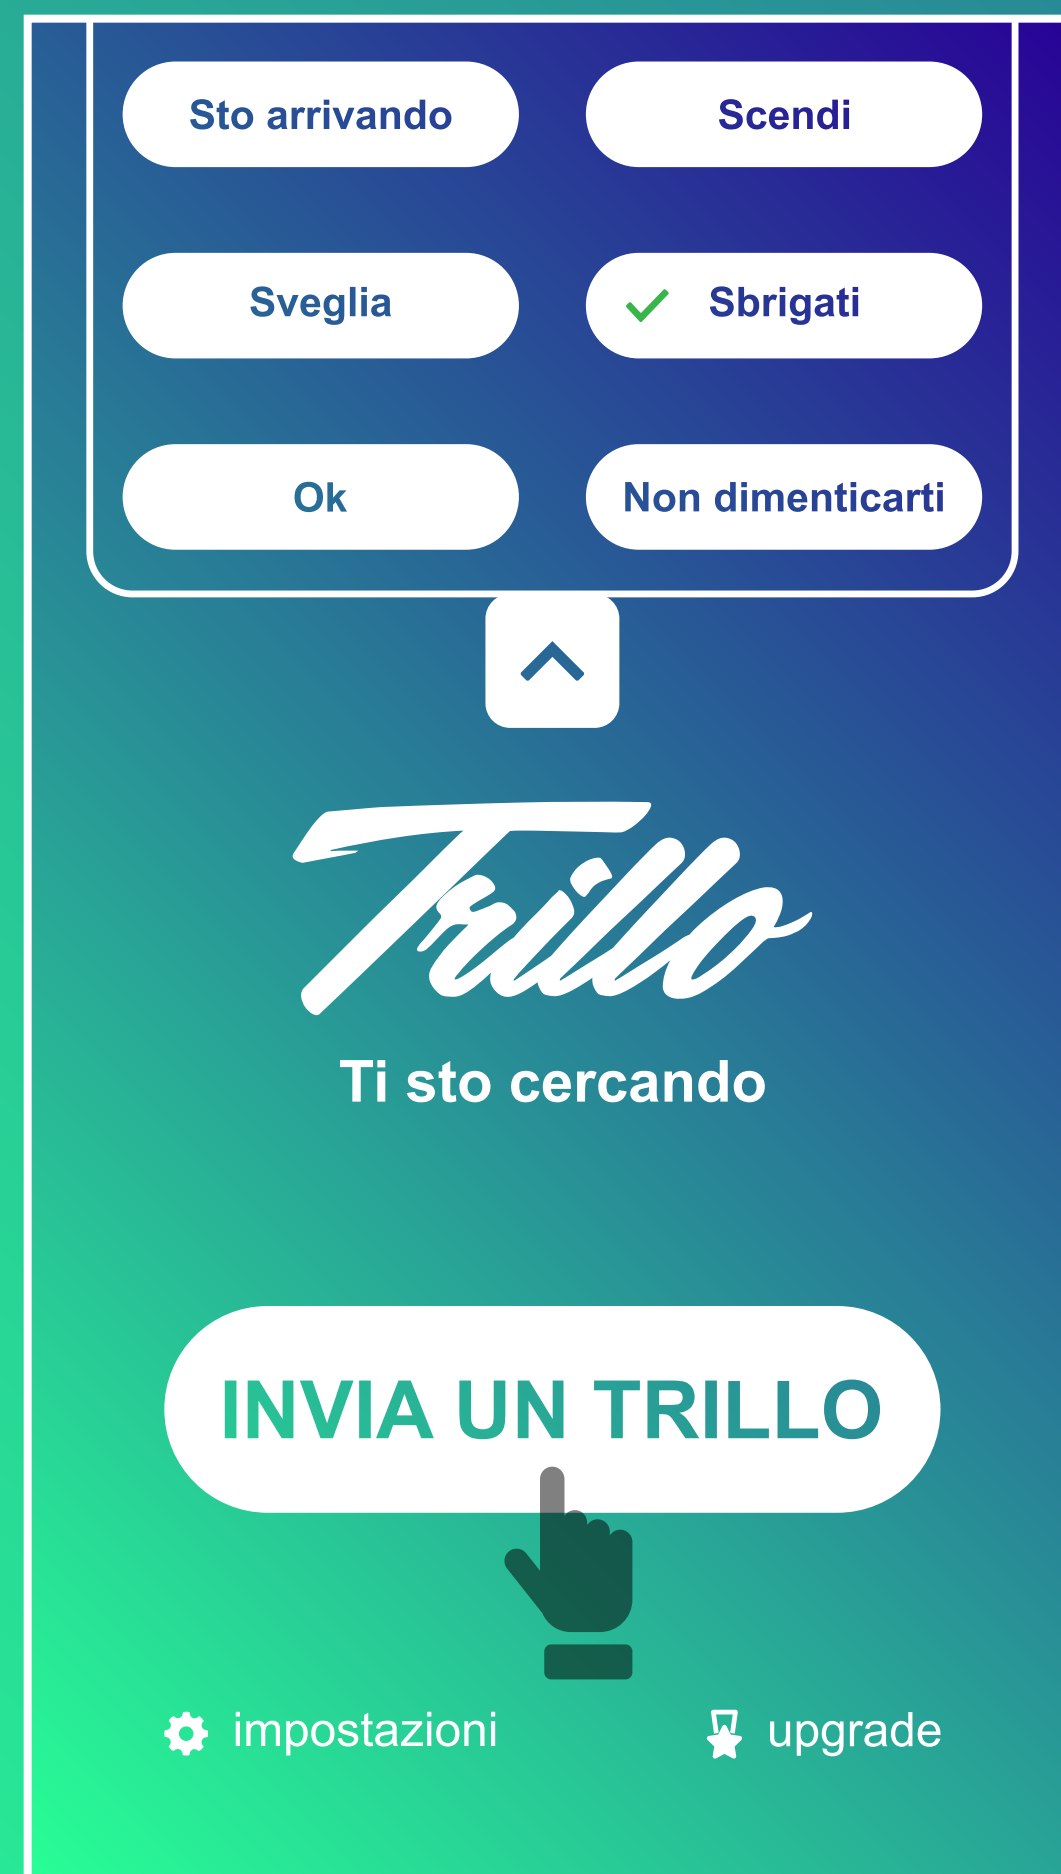 Sto arrivando
Scendi
Sveglia
Sbrigati
Ok
Non dimenticarti
Trillo
Ti sto cercando
INVIA UN TRILLO
impostazioni
upgrade